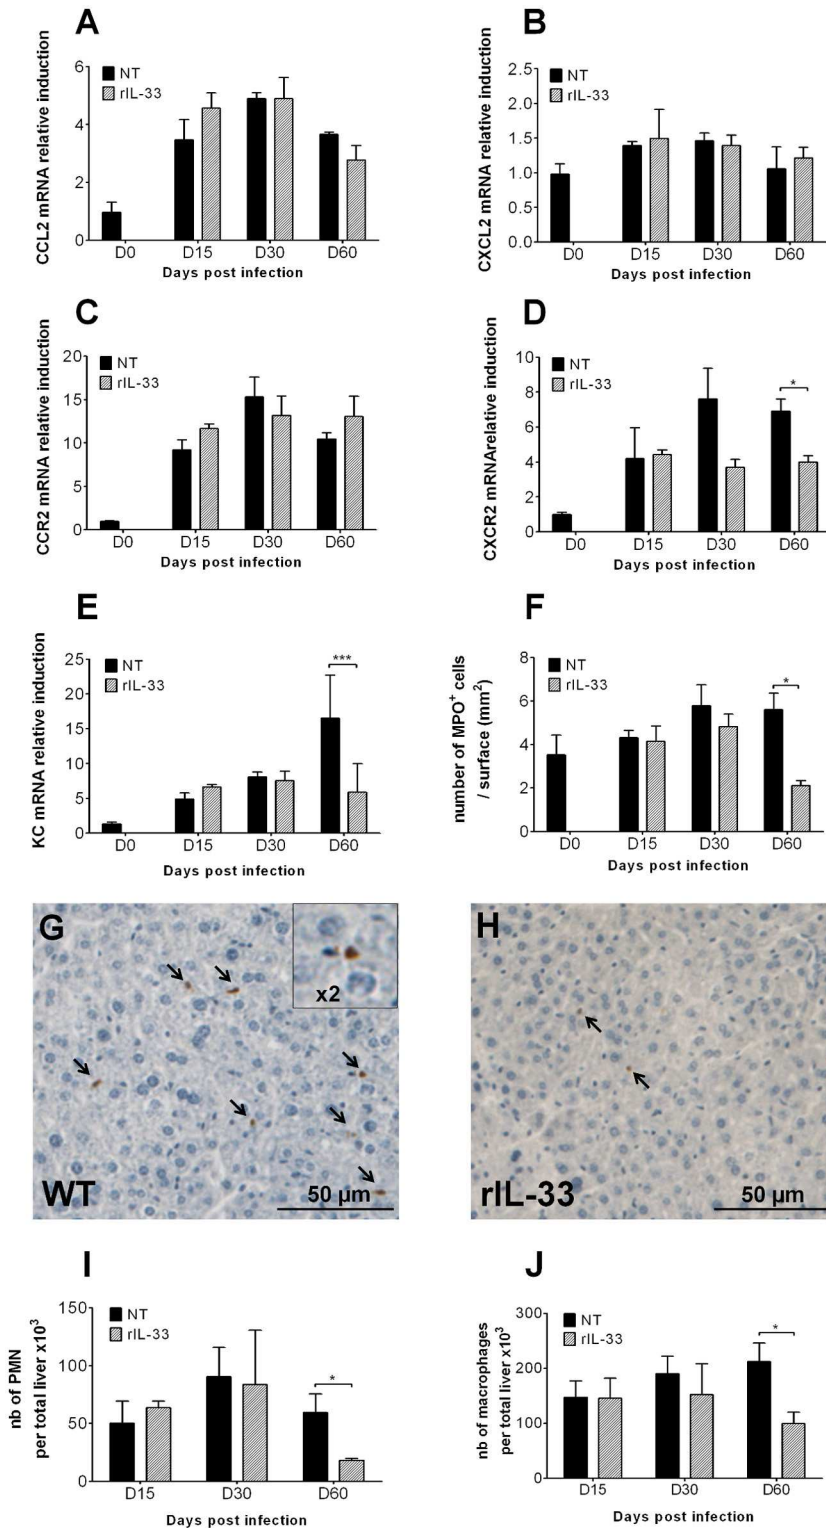 A
CCL2 mRNA relative induction
6
4
2
0
NT
rIL-33
D0 D15 D30 D60
Days post infection
B
CXCL2 mRNA relative induction
2.5
2.0
1.5
1.0
0.5
0.0
NT
rIL-33
D0 D15 D30 D60
Days post infection
C
CCR2 mRNA relative induction
20
15
10
5
0
NT
rIL-33
D0 D15 D30 D60
Days post infection
D
CXCR2 mRNArelative induction
10
8
6
4
2
0
NT
rIL-33
*
D0 D15 D30 D60
Days post infection
E
KC mRNA relative induction
25
20
15
10
5
0
NT
rIL-33
***
D0 D15 D30 D60
Days post infection
F
number of MPO⁺ cells
/ surface (mm²)
8
6
4
2
0
NT
rIL-33
*
D0 D15 D30 D60
Days post infection
G
x2
WT
50 µm
H
rIL-33
50 µm
I
nb of PMN
per total liver x10³
150
100
50
0
NT
rIL-33
*
D15 D30 D60
Days post infection
J
nb of macrophages
per total liver x10³
300
200
100
0
NT
rIL-33
*
D15 D30 D60
Days post infection